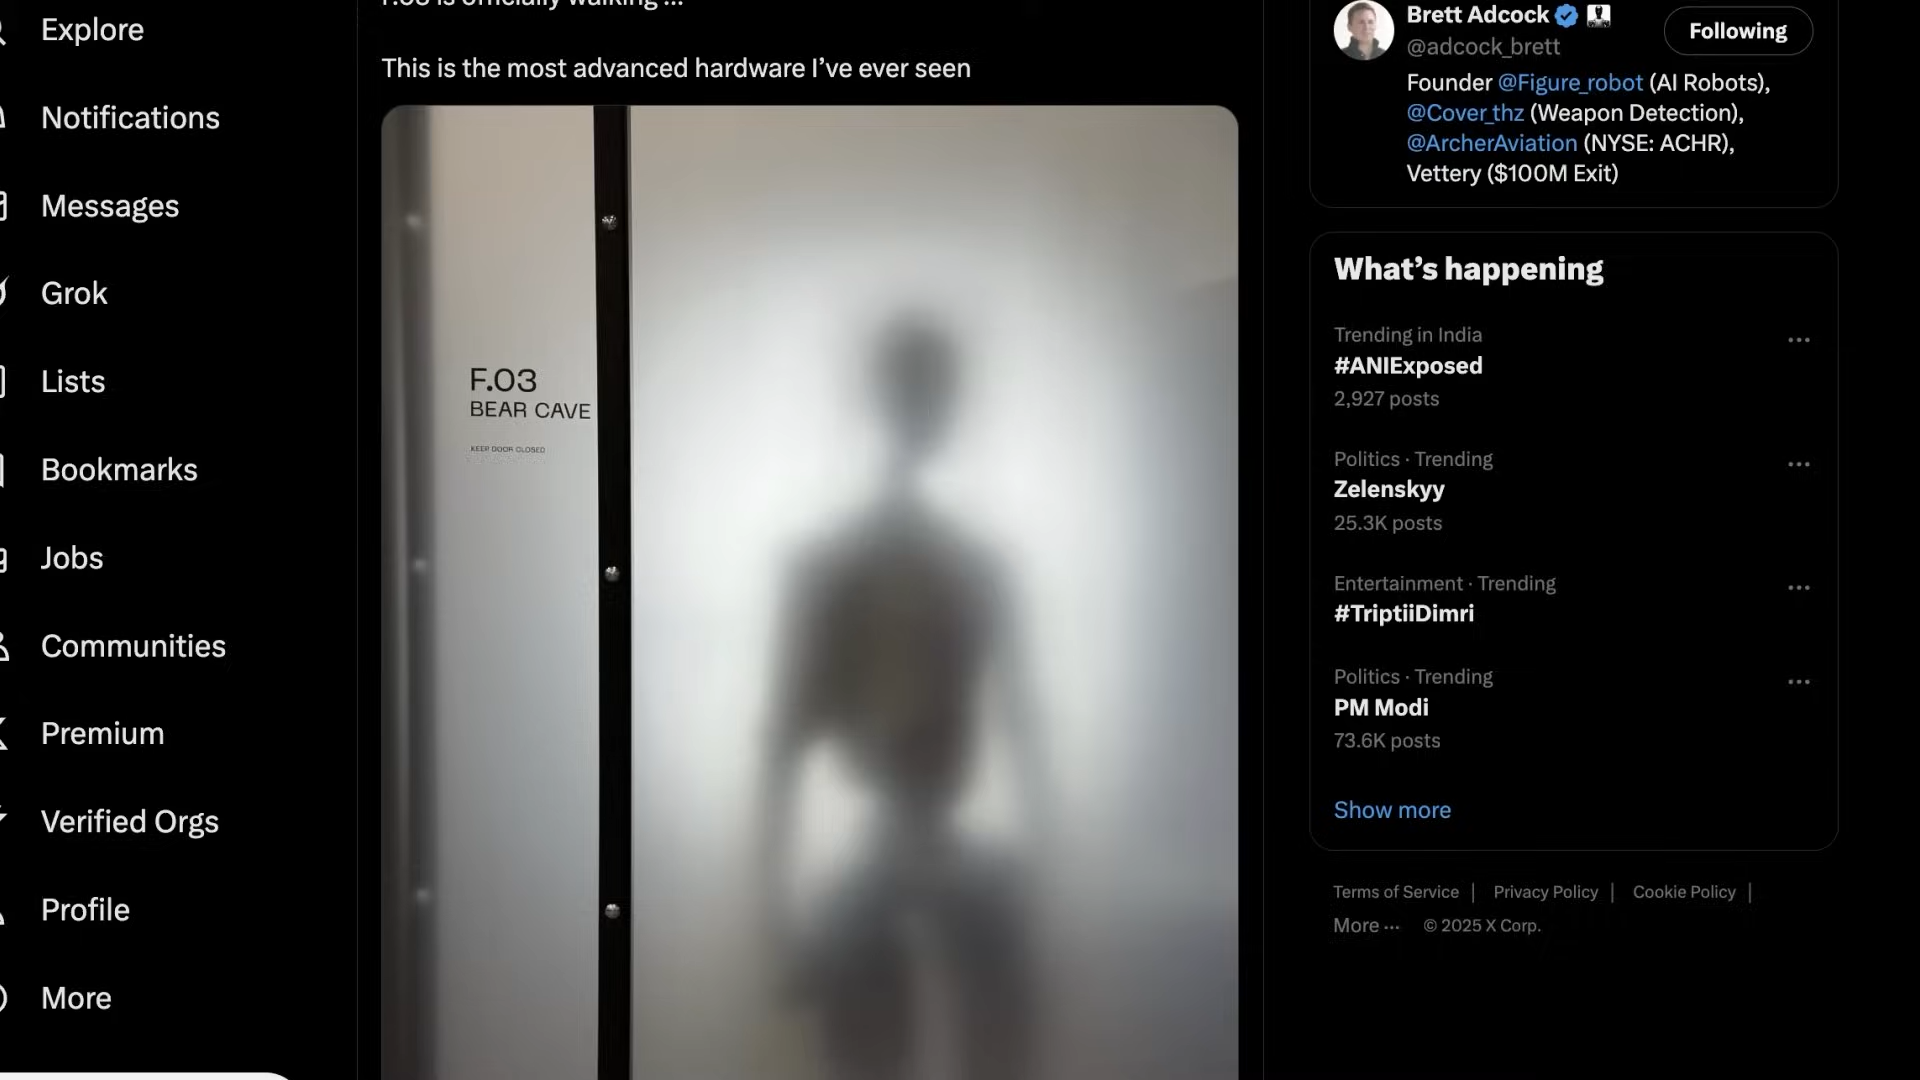 Explore
Notifications
Messages
Grok
Lists
Bookmarks
Jobs
Communities
Premium
Verified Orgs
Profile
More
F.03 is officially walking ...
This is the most advanced hardware I’ve ever seen
F.03
BEAR CAVE
KEEP DOOR CLOSED
Brett Adcock
@adcock_brett
Following
Founder @Figure_robot (AI Robots),
@Cover_thz (Weapon Detection),
@ArcherAviation (NYSE: ACHR),
Vettery ($100M Exit)
What’s happening
Trending in India
#ANIExposed
2,927 posts
Politics · Trending
Zelenskyy
25.3K posts
Entertainment · Trending
#TriptiiDimri
Politics · Trending
PM Modi
73.6K posts
Show more
Terms of Service | Privacy Policy | Cookie Policy |
More ··· © 2025 X Corp.